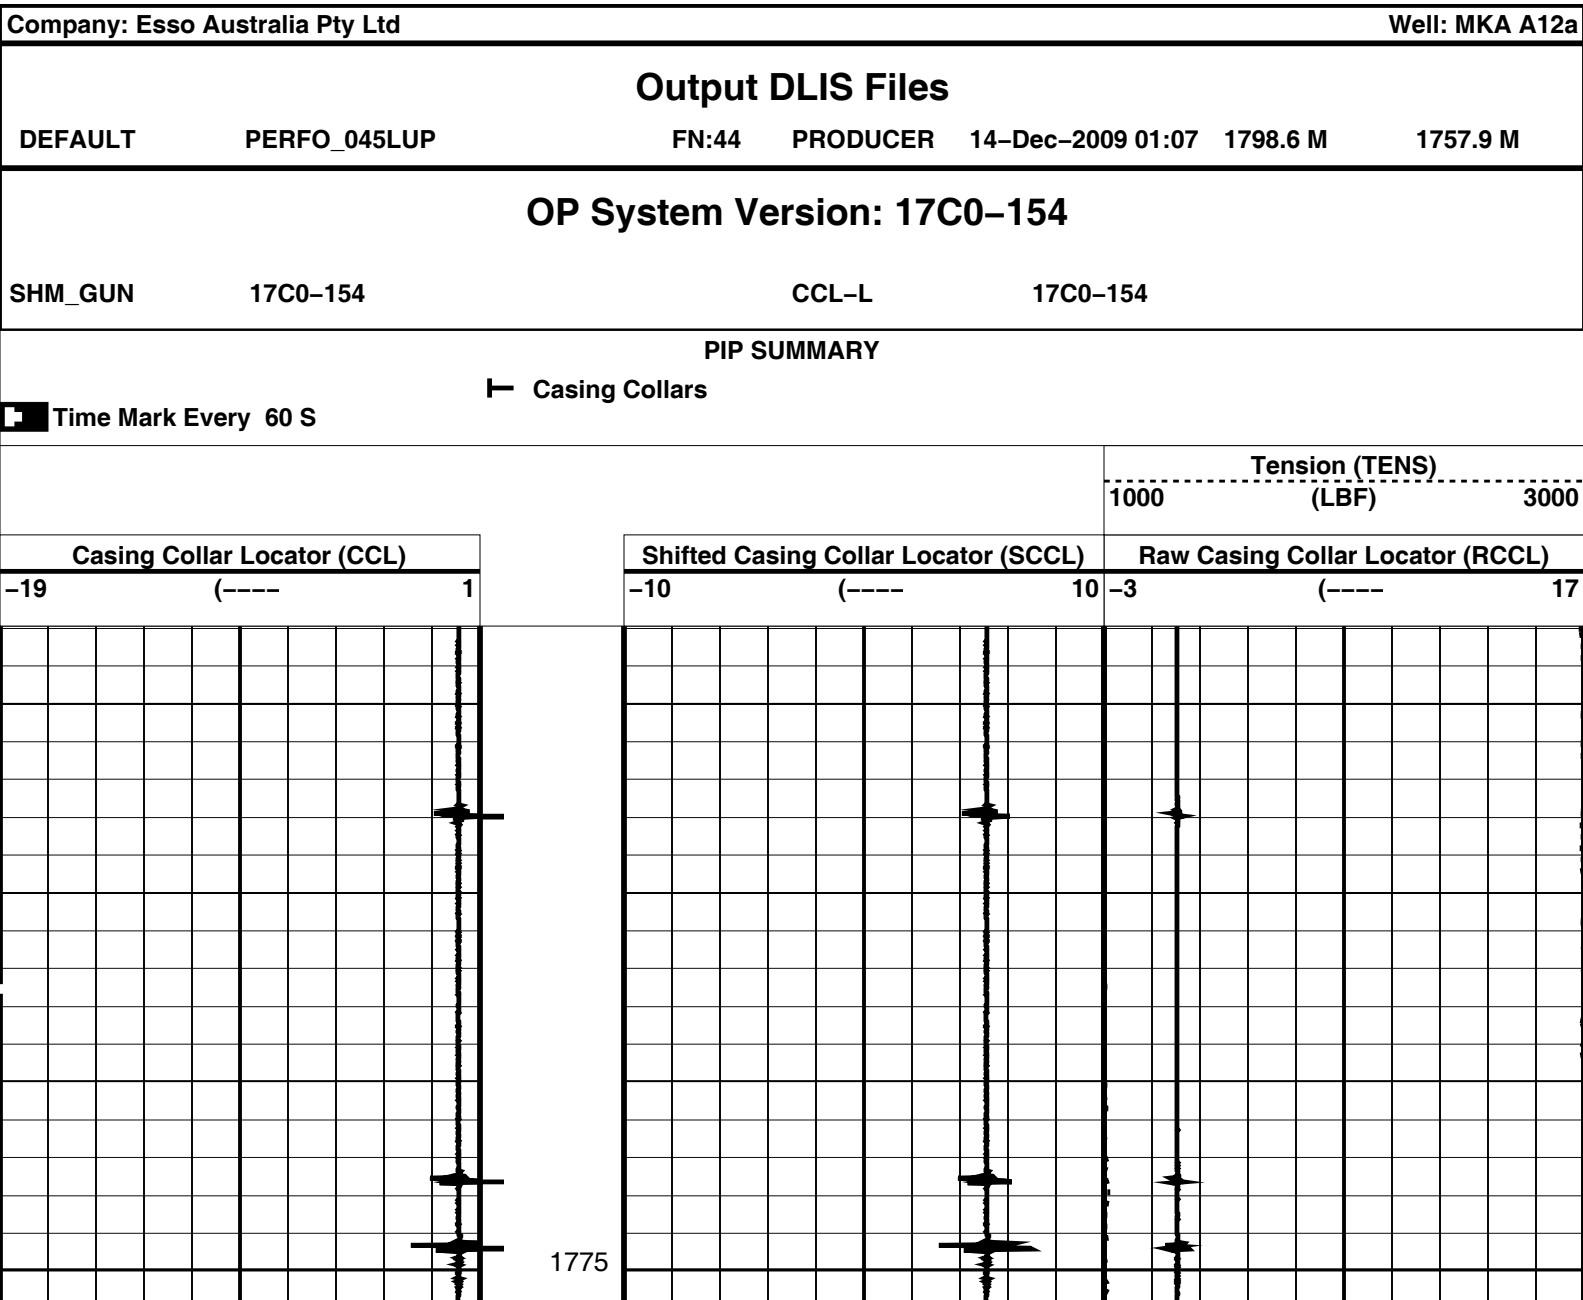 Company: Esso Australia Pty Ltd Well: MKA A12a
Output DLIS Files
DEFAULT PERFO_045LUP FN:44 PRODUCER 14−Dec−2009 01:07 1798.6 M 1757.9 M
OP System Version: 17C0−154
SHM_GUN 17C0−154 CCL−L 17C0−154
PIP SUMMARY
Casing Collars
Time Mark Every 60 S
Tension (TENS)
1000 (LBF) 3000
Casing Collar Locator (CCL) Shifted Casing Collar Locator (SCCL) Raw Casing Collar Locator (RCCL)
−19 (−−−− 1 −10 (−−−− 10 −3 (−−−− 17
1775